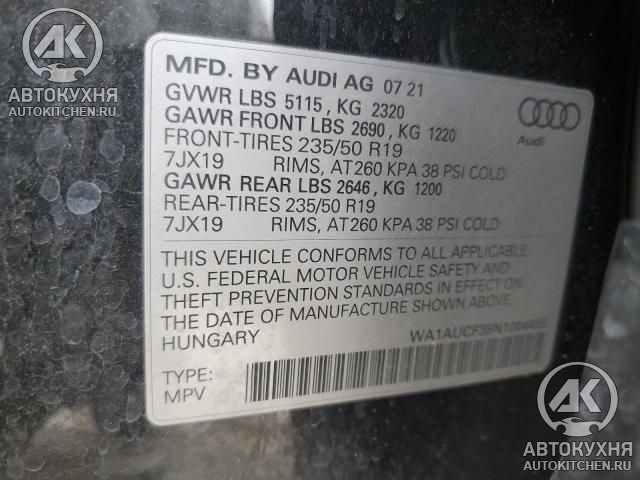 AK
АВТОКУХНЯ
AUTOKITCHEN.RU
MFD. BY AUDI AG 07 21
GVWR LBS 5115, KG 2320
GAWR FRONT LBS 2690, KG 1220
FRONT-TIRES 235/50 R19
7JX19 RIMS, AT260 KPA 38 PSI COLD
GAWR REAR LBS 2646, KG 1200
REAR-TIRES 235/50 R19
7JX19 RIMS, AT260 KPA 38 PSI COLD
Audi
THIS VEHICLE CONFORMS TO ALL APPLICABLE
U.S. FEDERAL MOTOR VEHICLE SAFETY AND
THEFT PREVENTION STANDARDS IN EFFECT ON
THE DATE OF MANUFACTURE SHOWN ABOVE.
HUNGARY
TYPE:
MPV
AK
АВТОКУХНЯ
AUTOKITCHEN.RU